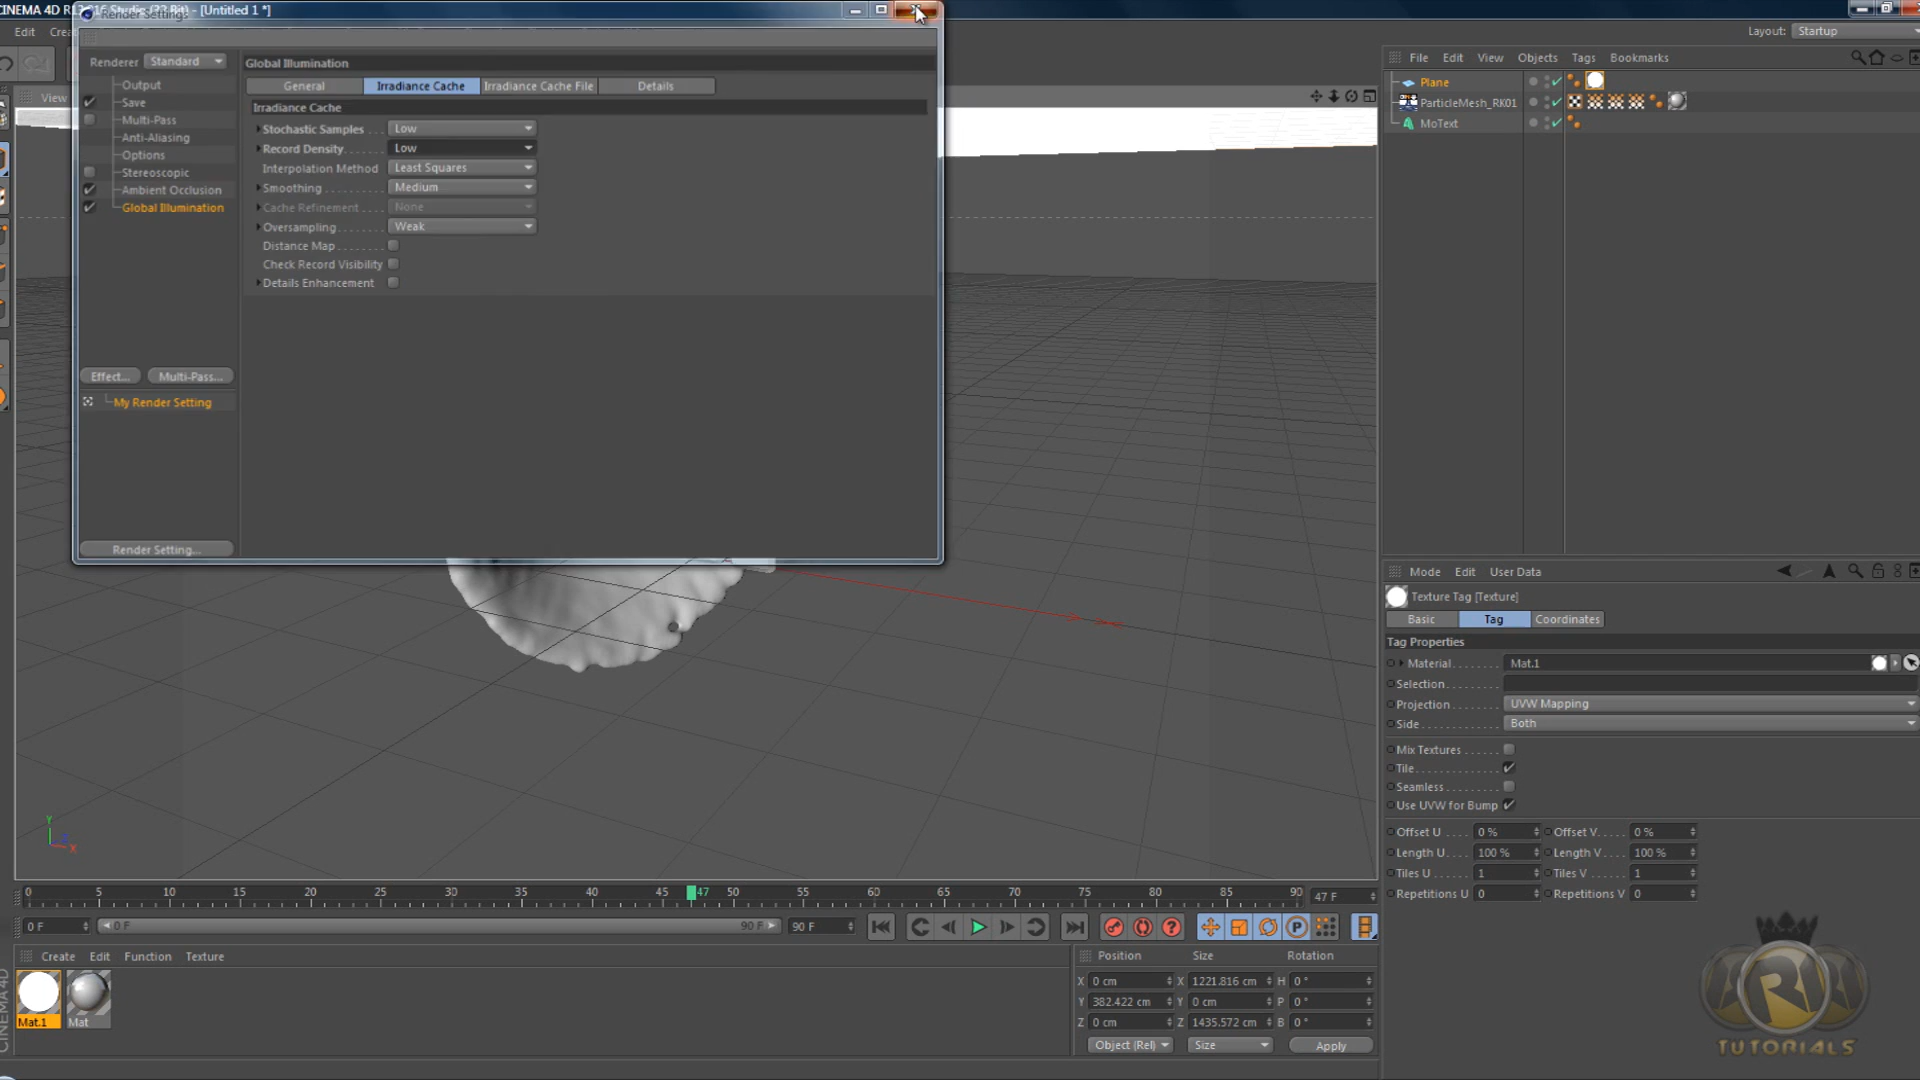 CINEMA 4D R13.016 Studio (32 Bit) - [Untitled 1 *]
Render Settings
Edit
Layout: Startup
Renderer Standard
Output
Save
Multi-Pass
Anti-Aliasing
Options
Stereoscopic
Ambient Occlusion
Global Illumination
Effect...
Multi-Pass...
My Render Setting
Render Setting...
Global Illumination
General
Irradiance Cache
Irradiance Cache File
Details
Irradiance Cache
Stochastic Samples . . . Low
Record Density. . . . . . Low
Interpolation Method Least Squares
Smoothing . . . . . . . . Medium
Cache Refinement . . . . None
Oversampling. . . . . . . Weak
Distance Map . . . . . . .
Check Record Visibility
Details Enhancement
View
File Edit View Objects Tags Bookmarks
Plane
ParticleMesh_RK01
MoText
Mode Edit User Data
Texture Tag [Texture]
Basic Tag Coordinates
Tag Properties
Material. . . . . . . . Mat.1
Selection. . . . . . . .
Projection . . . . . . . UVW Mapping
Side. . . . . . . . . . . Both
Mix Textures . . . . . .
Tile. . . . . . . . . . . .
Seamless. . . . . . . .
Use UVW for Bump
Offset U . . . . 0 % Offset V. . . . . 0 %
Length U. . . . 100 % Length V. . . . 100 %
Tiles U . . . . . 1 Tiles V . . . . . 1
Repetitions U 0 Repetitions V 0
Y
Z
X
0 5 10 15 20 25 30 35 40 45 47 50 55 60 65 70 75 80 85 90 47 F
0 F 0 F 90 F 90 F
Create Edit Function Texture
Mat.1
Mat
CINEMA 4D
Position Size Rotation
X 0 cm X 1221.816 cm H 0 °
Y 382.422 cm Y 0 cm P 0 °
Z 0 cm Z 1435.572 cm B 0 °
Object (Rel) Size Apply
R
TUTORIALS